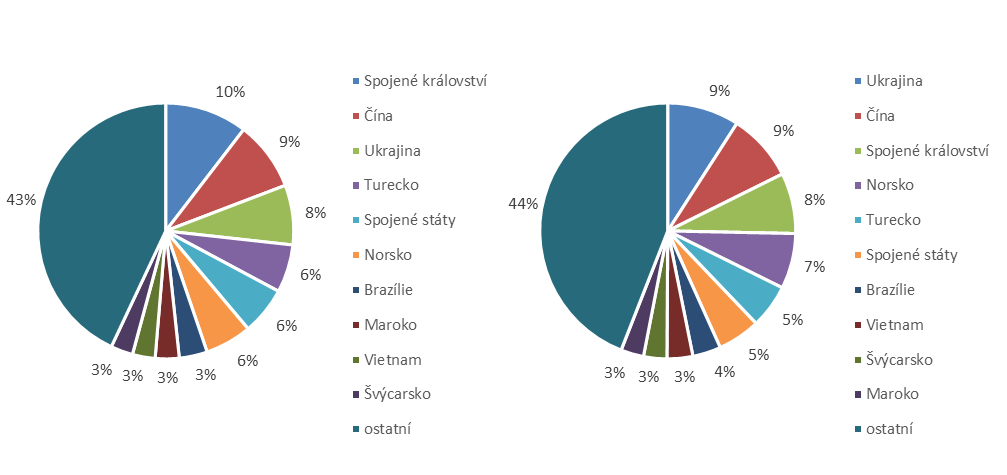 10%
9%
8%
6%
6%
6%
3%
3%
3%
3%
43%
Spojené království
Čína
Ukrajina
Turecko
Spojené státy
Norsko
Brazílie
Maroko
Vietnam
Švýcarsko
ostatní
9%
9%
8%
7%
5%
5%
4%
3%
3%
3%
44%
Ukrajina
Čína
Spojené království
Norsko
Turecko
Spojené státy
Brazílie
Vietnam
Švýcarsko
Maroko
ostatní